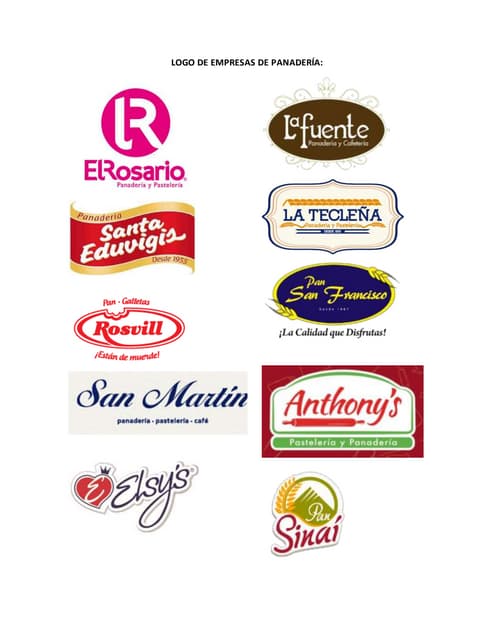 LOGO DE EMPRESAS DE PANADERÍA:
R
ElRosario®
Panadería y Pastelería
La fuente
Panadería y Cafetería
Panadería
Santa
Eduvigis
Desde 1955
LA TECLEÑA
Panadería y Pastelería
Pan
San Francisco
¡La Calidad que Disfrutas!
Pan - Galletas
Rosvill
¡Están de muerde!
San Martín
panadería • pastelería • café
Anthony's
Pastelería y Panadería
E Elsy's
Pan
Sinaí